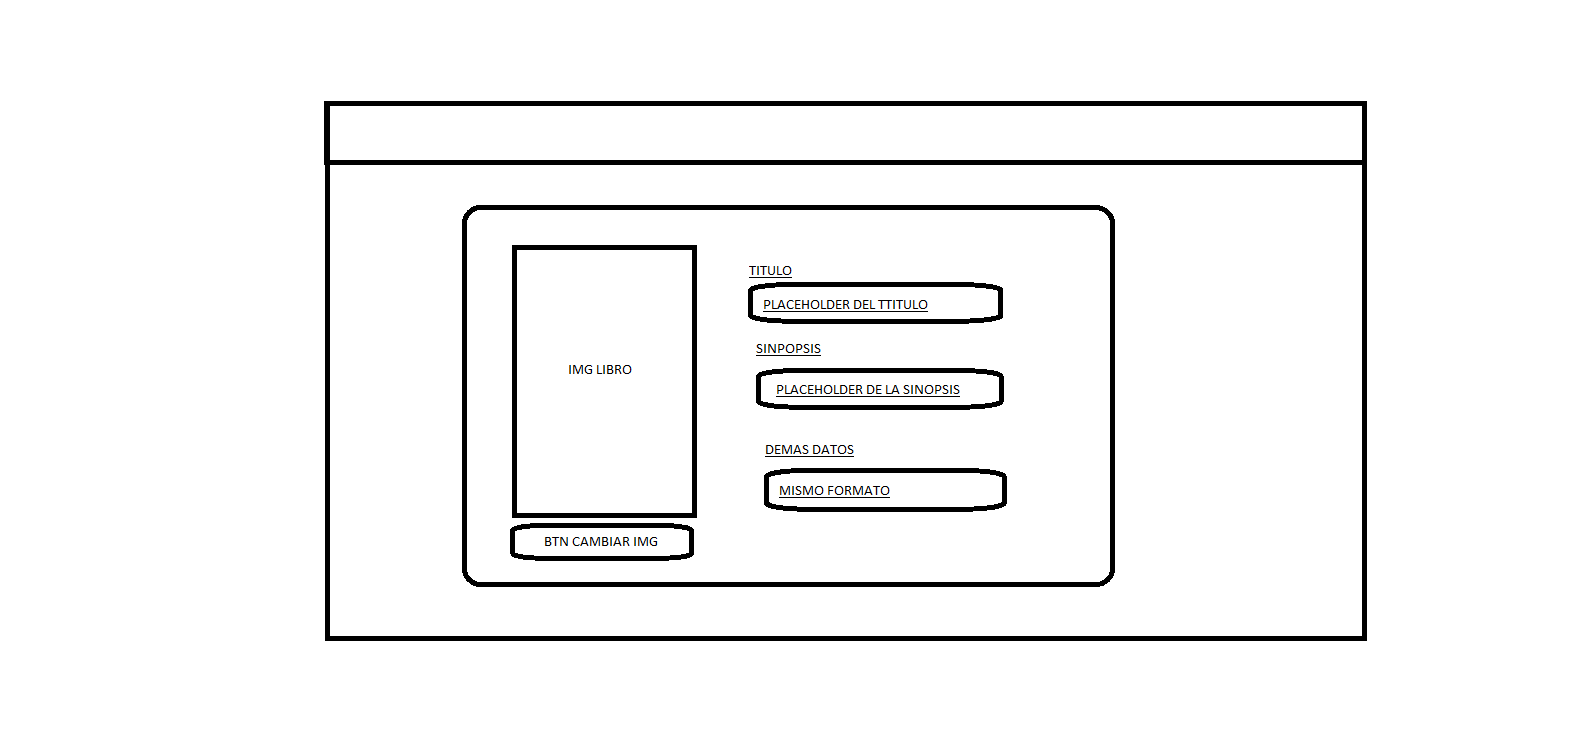 IMG LIBRO
BTN CAMBIAR IMG
TITULO
PLACEHOLDER DEL TTITULO
SINPOPSIS
PLACEHOLDER DE LA SINOPSIS
DEMAS DATOS
MISMO FORMATO